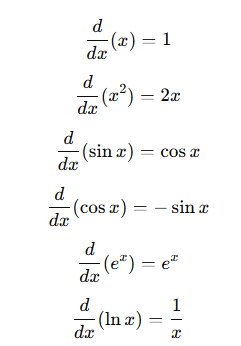 d/dx (x) = 1
d/dx (x²) = 2x
d/dx (sin x) = cos x
d/dx (cos x) = − sin x
d/dx (eˣ) = eˣ
d/dx (ln x) = 1/x